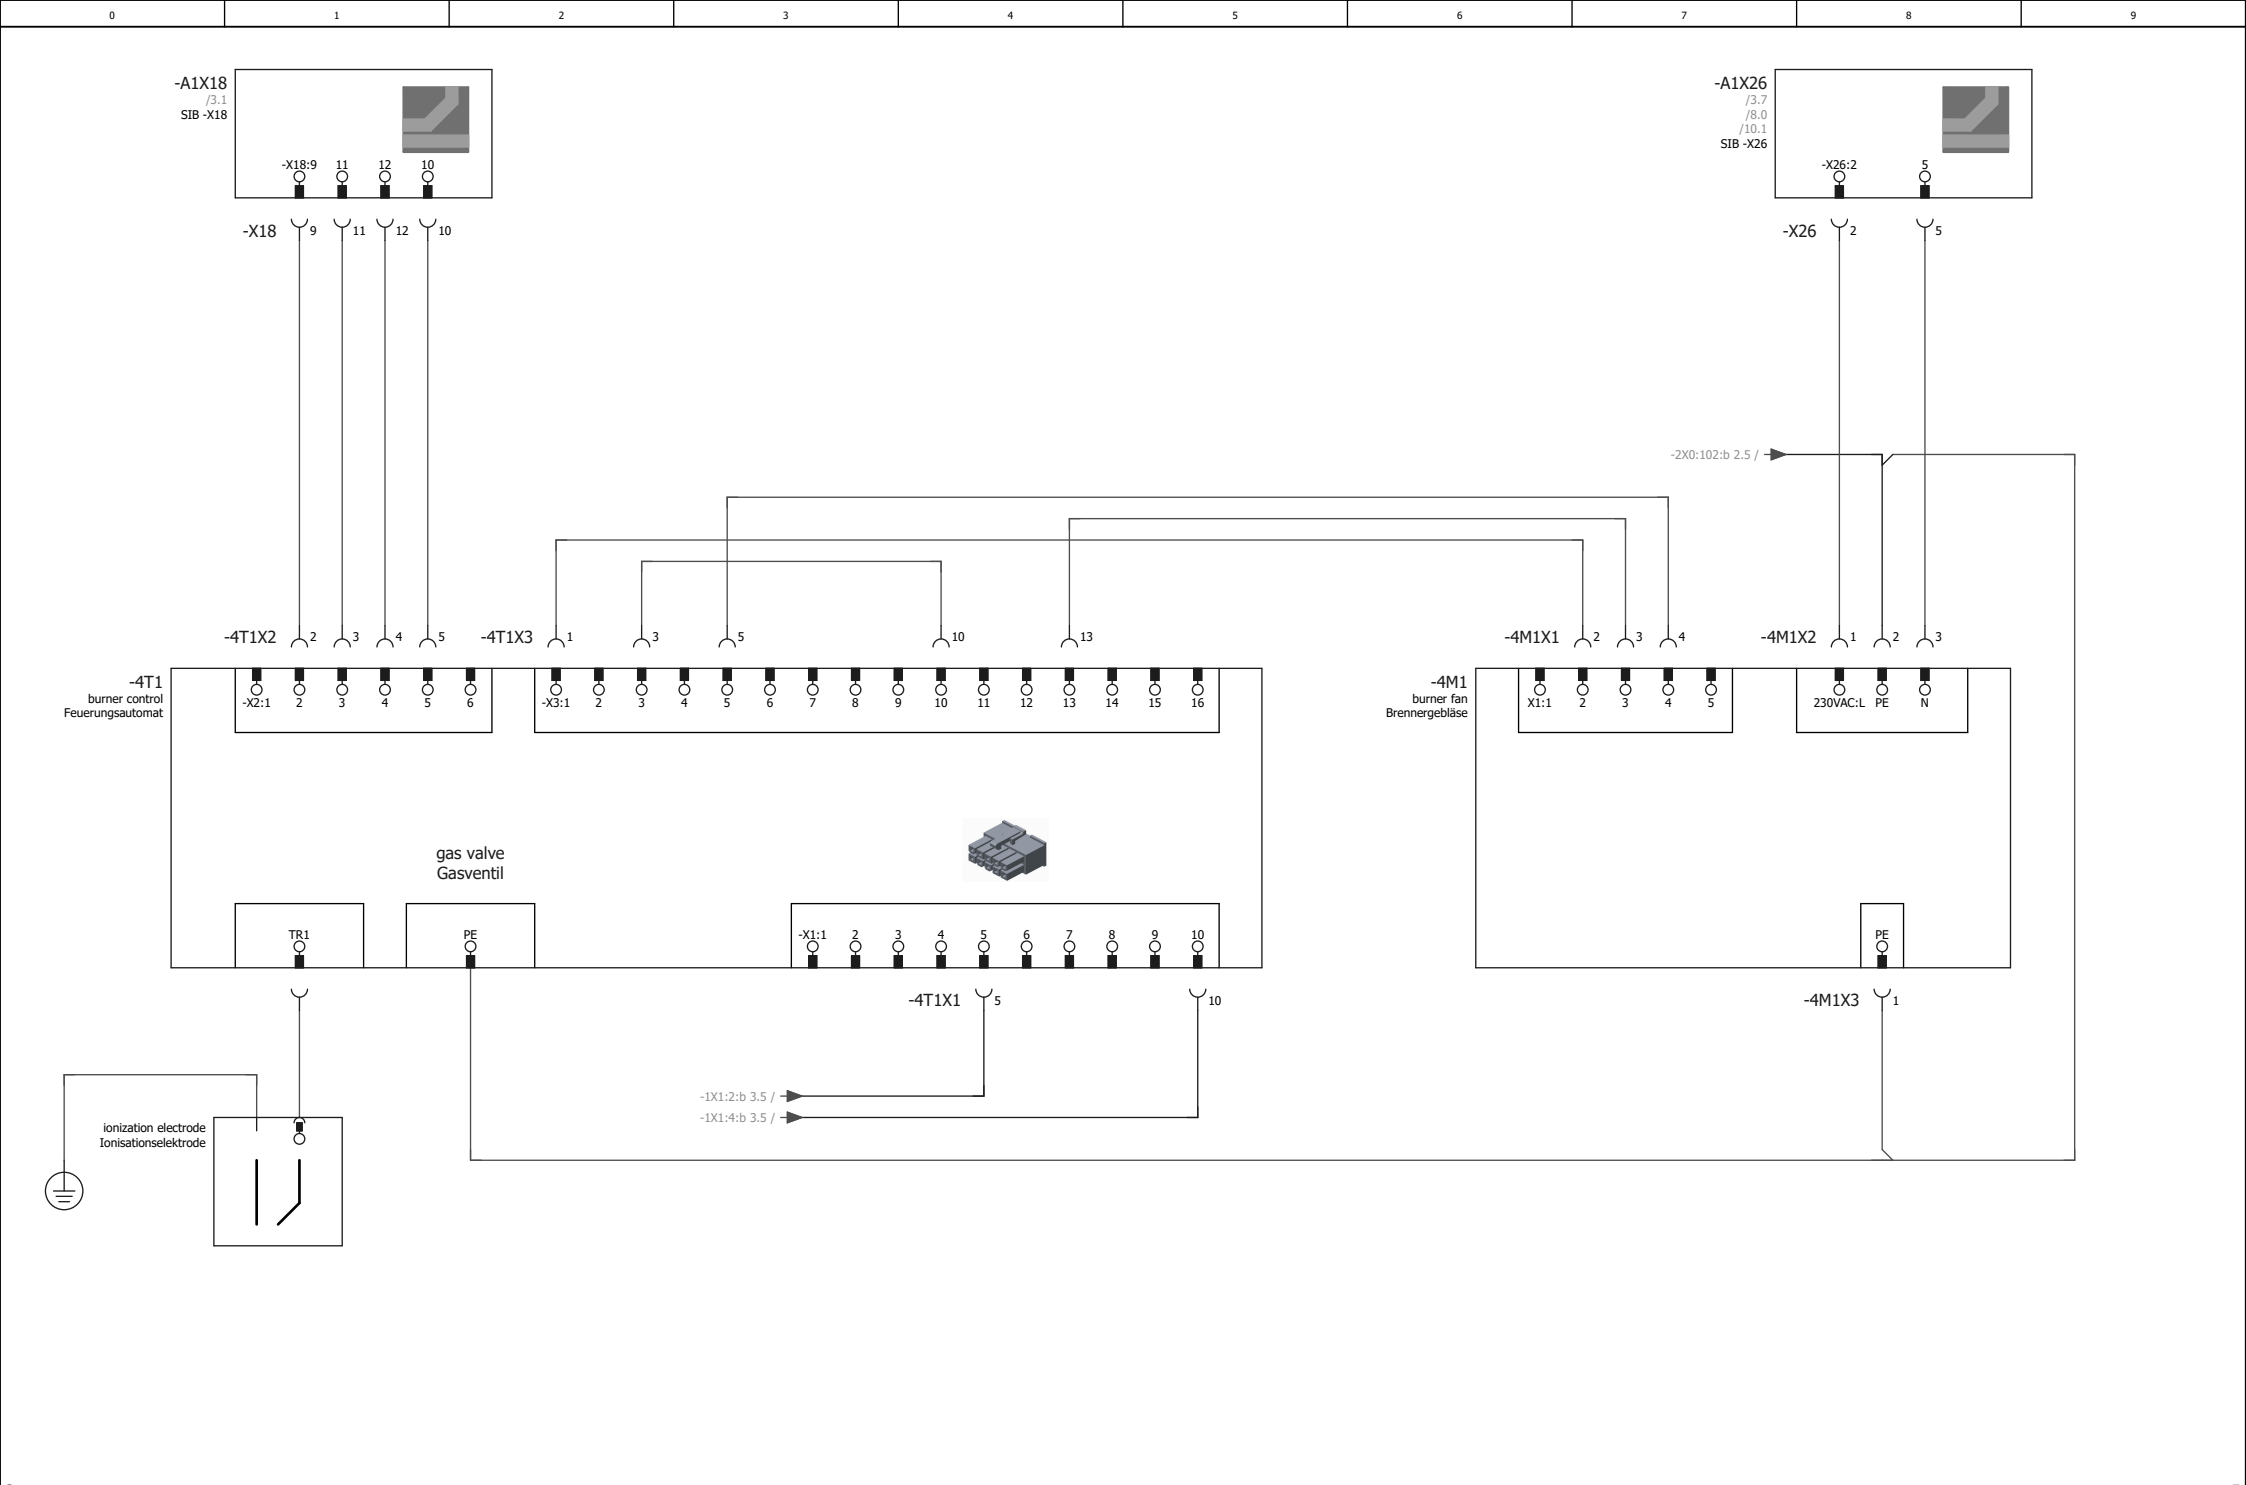 0 1 2 3 4 5 6 7 8 9
-A1X18
/3.1
SIB -X18
-X18:9 11 12 10
-X18 9 11 12 10
-A1X26
/3.7
/8.0
/10.1
SIB -X26
-X26:2 5
-X26 2 5
-2X0:102:b 2.5 /
-4T1X2 2 3 4 5
-4T1X3 1 3 5 10 13
-4M1X1 2 3 4
-4M1X2 1 2 3
-4T1
burner control
Feuerungsautomat
-X2:1 2 3 4 5 6
-X3:1 2 3 4 5 6 7 8 9 10 11 12 13 14 15 16
-4M1
burner fan
Brennergebläse
X1:1 2 3 4 5
230VAC:L PE N
gas valve
Gasventil
TR1
PE
-X1:1 2 3 4 5 6 7 8 9 10
PE
-4T1X1 5 10
-4M1X3 1
-1X1:2:b 3.5 /
-1X1:4:b 3.5 /
ionization electrode
Ionisationselektrode